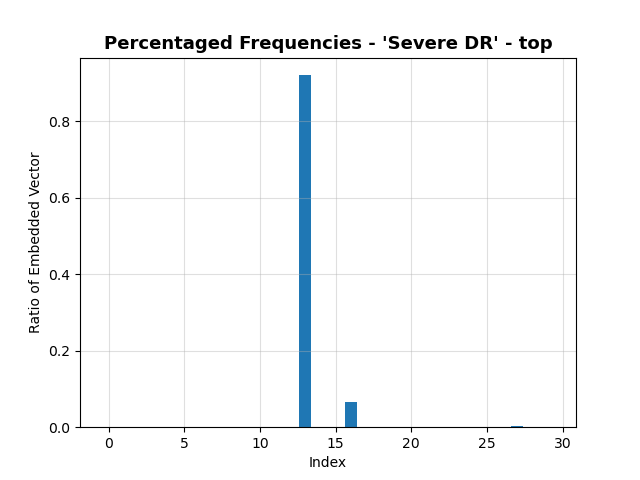 Percentaged Frequencies - 'Severe DR' - top
Ratio of Embedded Vector
0.8
0.6
0.4
0.2
0.0
0 5 10 15 20 25 30
Index